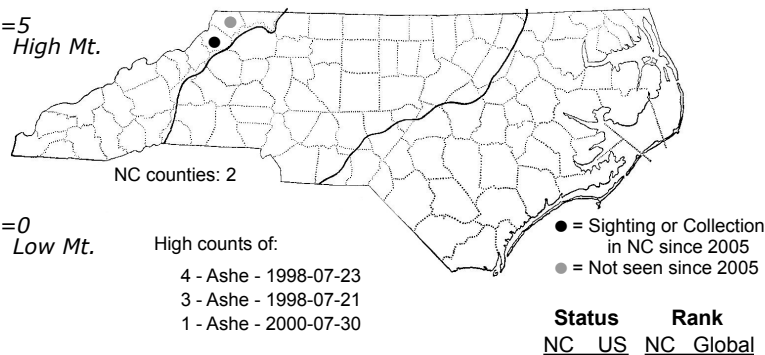 =5
High Mt.
NC counties: 2
=0
Low Mt.
High counts of:
4 - Ashe - 1998-07-23
3 - Ashe - 1998-07-21
1 - Ashe - 2000-07-30
● = Sighting or Collection
in NC since 2005
● = Not seen since 2005
Status Rank
NC US NC Global